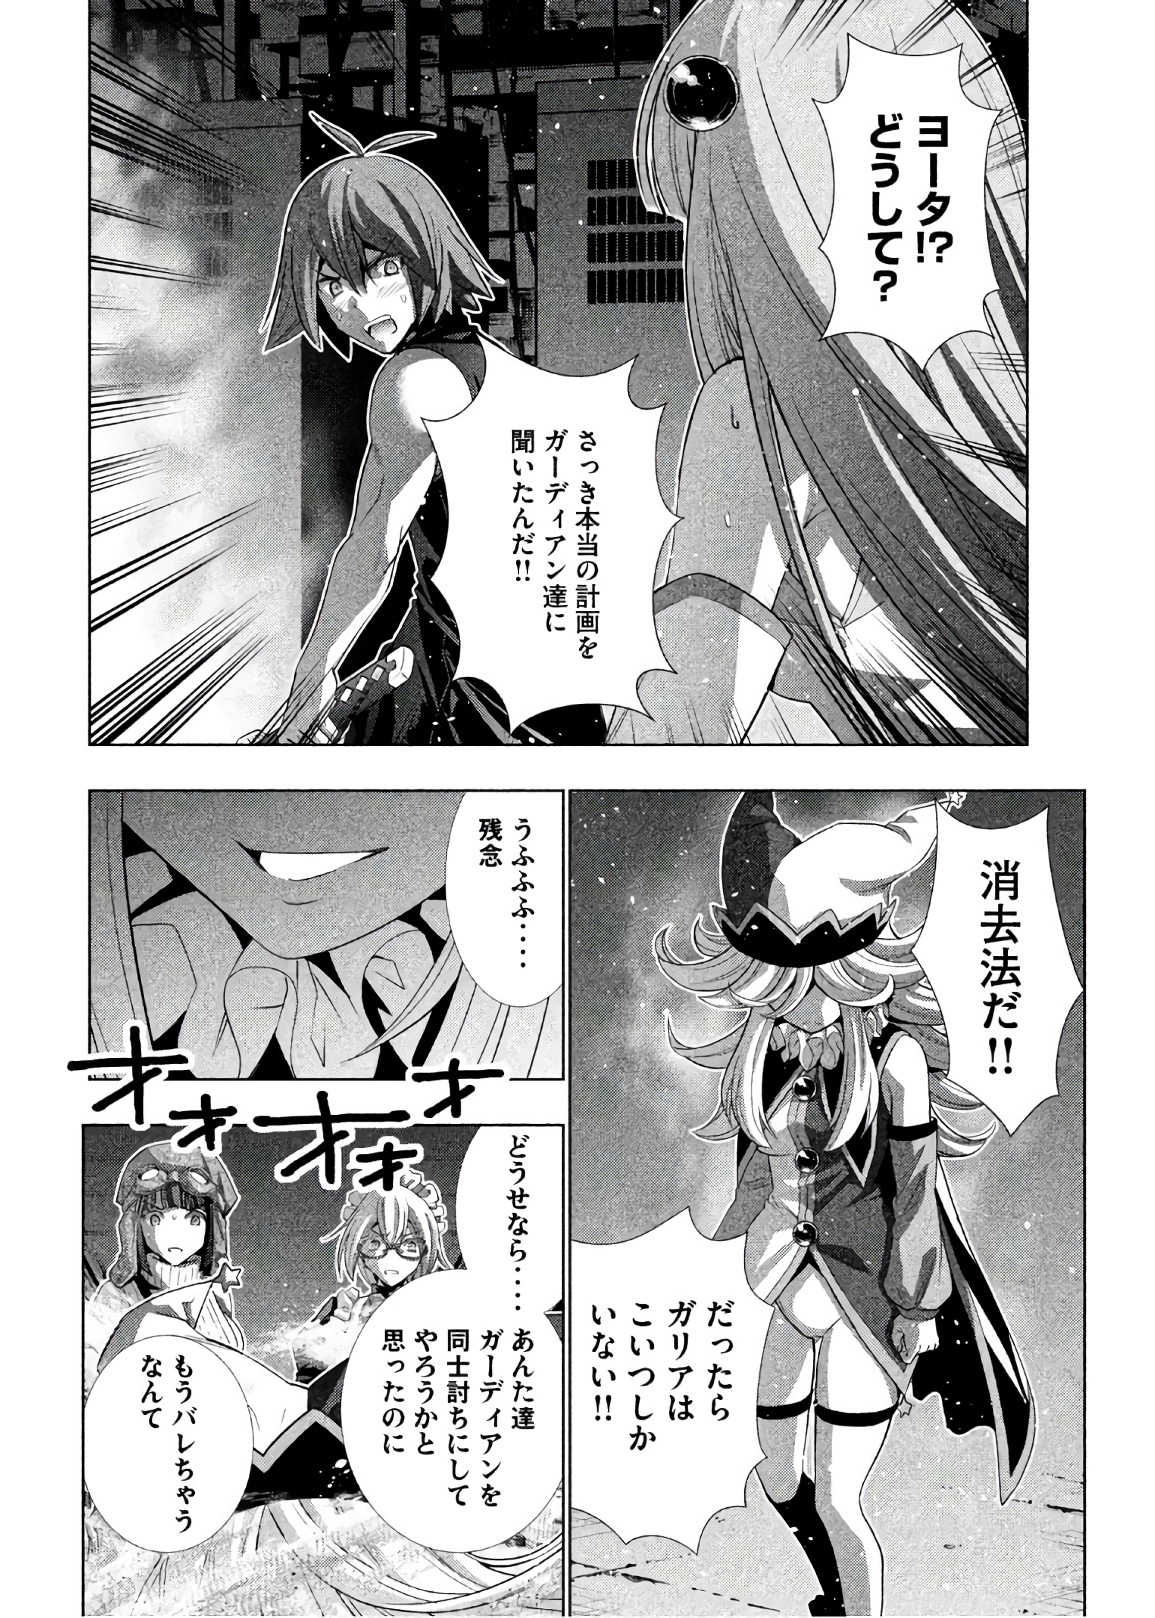 ヨータ!?
どうして?
さっき本当の計画を
ガーディアン達に
聞いたんだ!!
消去法だ!!
だったら
ガリアは
こいつしか
いない!!
うふふふ‥‥
残念
オオオオオ
どうせなら‥‥
あんた達
ガーディアンを
同士討ちにして
やろうかと
思ったのに
もうバレちゃう
なんて